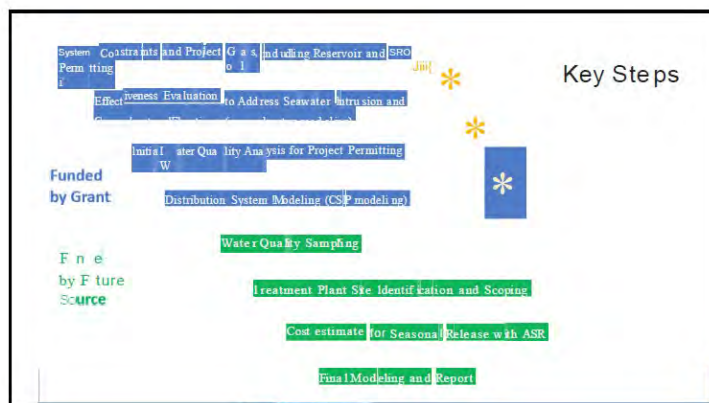 System Constraints and Project Goals, including Reservoir and SRO
Permitting
Key Steps
Effectiveness Evaluation to Address Seawater Intrusion and
Initial Water Quality Analysis for Project Permitting
Funded
by Grant
Distribution System Modeling (CSIP modeling)
Water Quality Sampling
F n e
by F ture
Source
Treatment Plant Site Identification and Scoping
Cost estimate for Seasonal Release with ASR
Final Modeling and Report